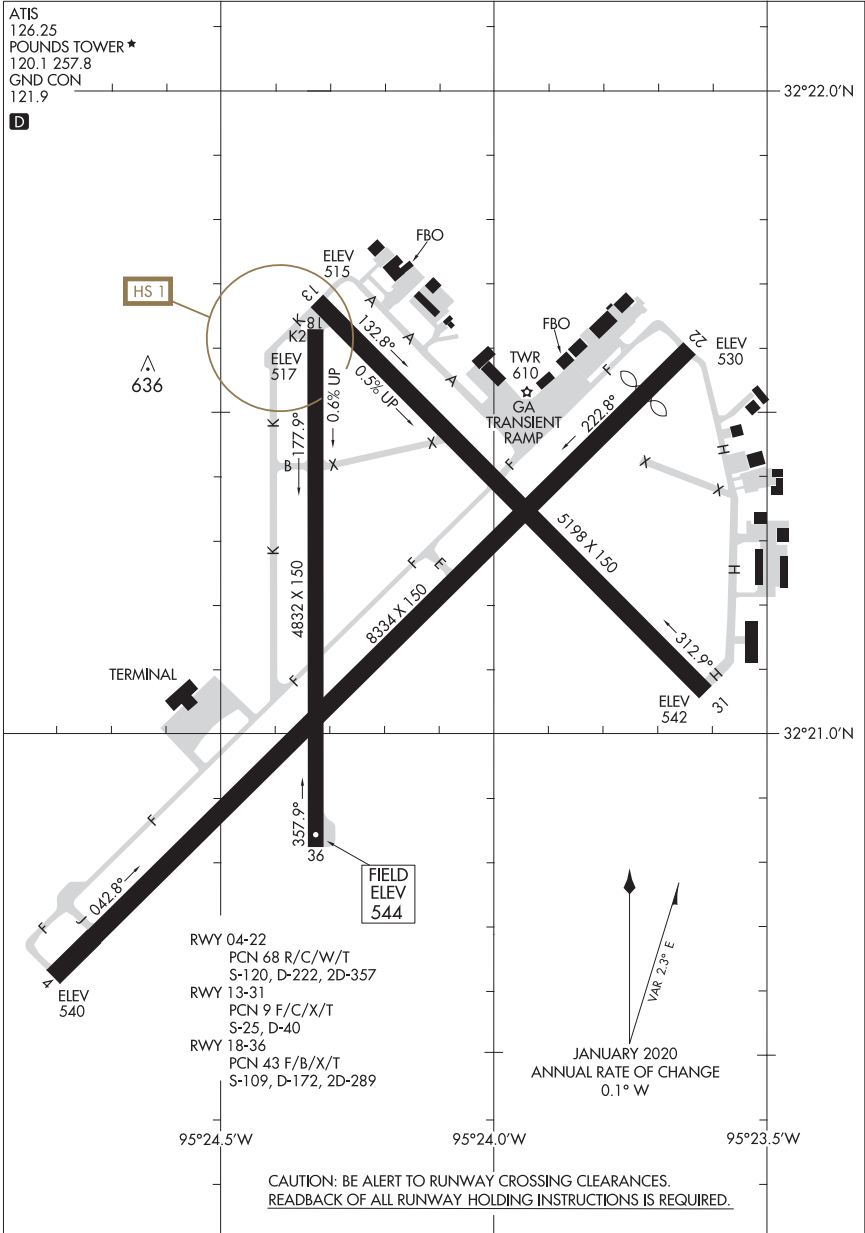 ATIS
126.25
POUNDS TOWER ★
120.1 257.8
GND CON
121.9
D
32°22.0'N
FBO
ELEV
515
HS 1
13
A
K
18
K2
132.8°
A
FBO
22
ELEV
530
ELEV
517
0.5% UP
TWR
610
636
0.6% UP
A
F
GA
TRANSIENT
RAMP
222.8°
K
177.9°
X
H
B
X
F
X
X
K
F
E
5198 X 150
H
4832 X 150
8334 X 150
312.9°
TERMINAL
F
H
31
ELEV
542
32°21.0'N
357.9°
F
36
FIELD
ELEV
544
042.8°
J
F
4
ELEV
540
RWY 04-22
PCN 68 R/C/W/T
S-120, D-222, 2D-357
RWY 13-31
PCN 9 F/C/X/T
S-25, D-40
RWY 18-36
PCN 43 F/B/X/T
S-109, D-172, 2D-289
VAR 2.3° E
JANUARY 2020
ANNUAL RATE OF CHANGE
0.1° W
95°24.5'W
95°24.0'W
95°23.5'W
CAUTION: BE ALERT TO RUNWAY CROSSING CLEARANCES.
READBACK OF ALL RUNWAY HOLDING INSTRUCTIONS IS REQUIRED.